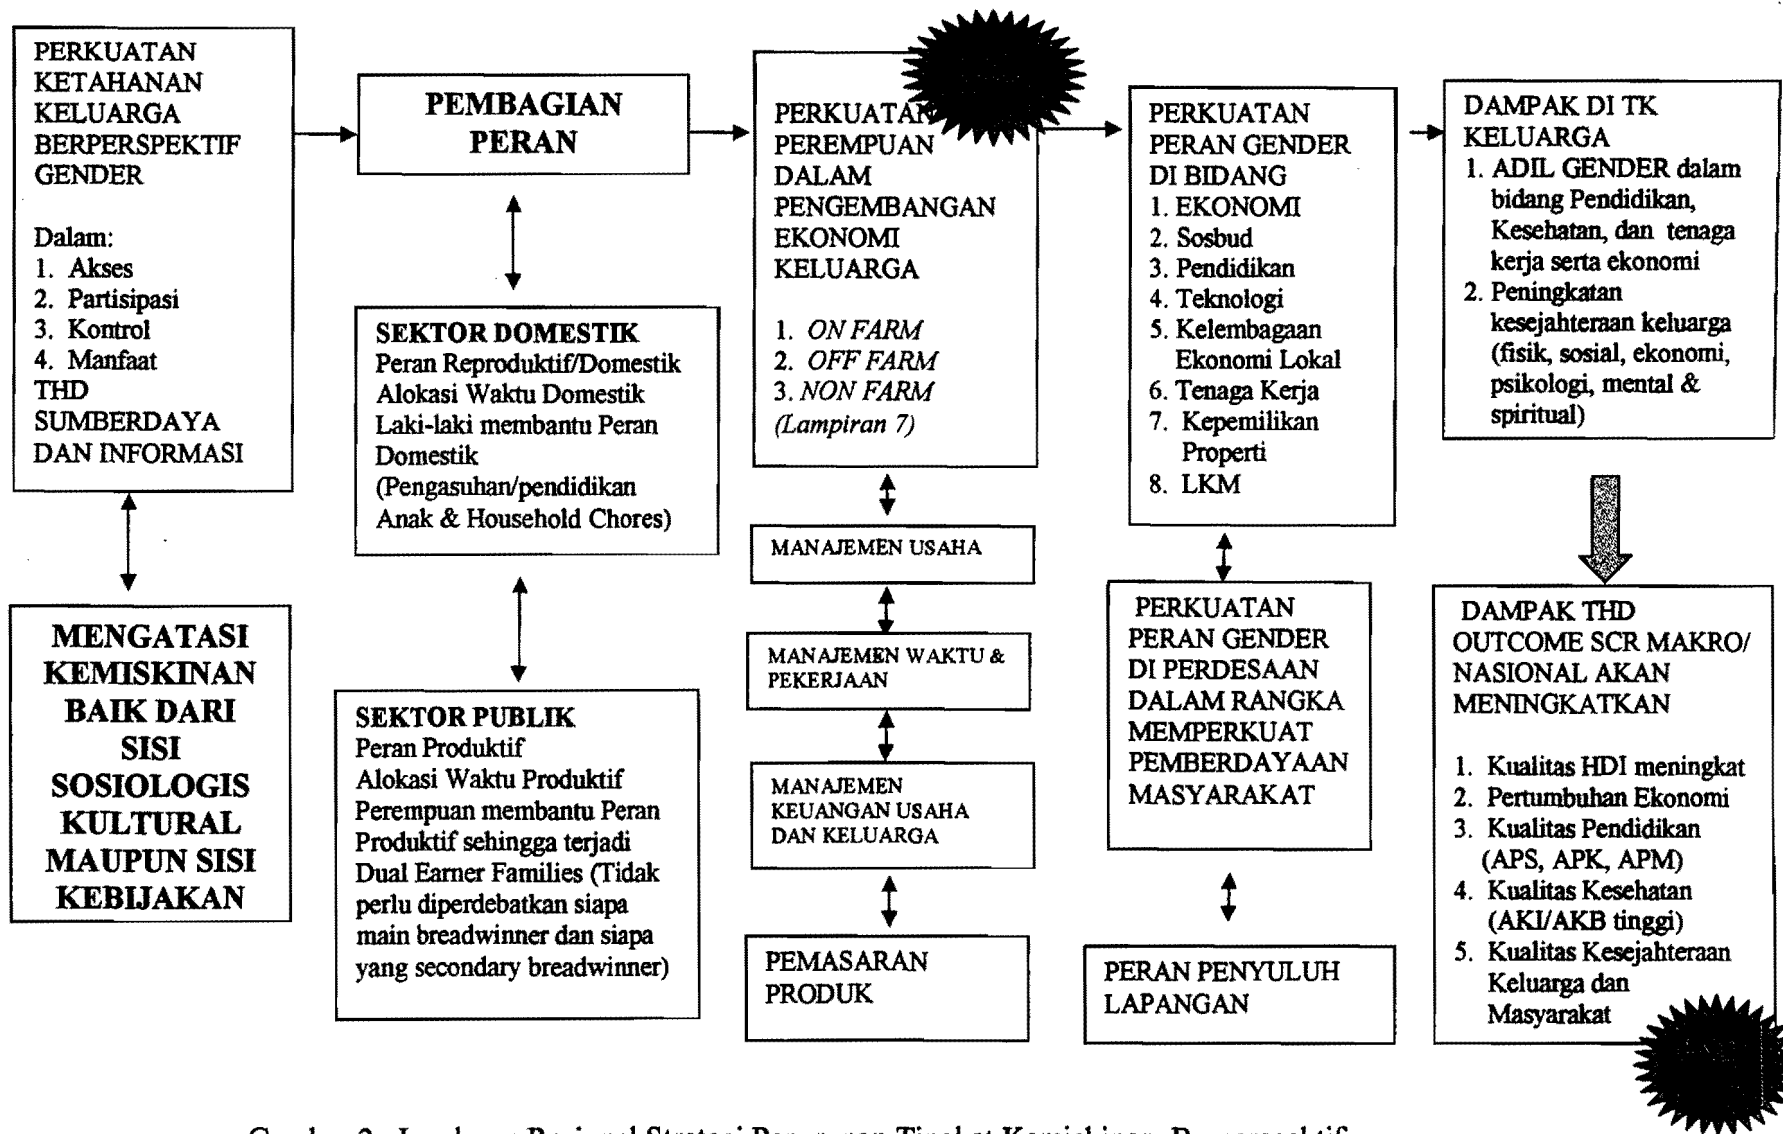 PERKUATAN
KETAHANAN
KELUARGA
BERPERSPEKTIF
GENDER
Dalam:
1. Akses
2. Partisipasi
3. Kontrol
4. Manfaat
THD
SUMBERDAYA
DAN INFORMASI
MENGATASI
KEMISKINAN
BAIK DARI
SISI
SOSIOLOGIS
KULTURAL
MAUPUN SISI
KEBIJAKAN
PEMBAGIAN
PERAN
SEKTOR DOMESTIK
Peran Reproduktif/Domestik
Alokasi Waktu Domestik
Laki-laki membantu Peran
Domestik
(Pengasuhan/pendidikan
Anak & Household Chores)
SEKTOR PUBLIK
Peran Produktif
Alokasi Waktu Produktif
Perempuan membantu Peran
Produktif sehingga terjadi
Dual Earner Families (Tidak
perlu diperdebatkan siapa
main breadwinner dan siapa
yang secondary breadwinner)
PERKUATAN
PEREMPUAN
DALAM
PENGEMBANGAN
EKONOMI
KELUARGA
1. ON FARM
2. OFF FARM
3. NON FARM
(Lampiran 7)
MANAJEMEN USAHA
MANAJEMEN WAKTU &
PEKERJAAN
MANAJEMEN
KEUANGAN USAHA
DAN KELUARGA
PEMASARAN
PRODUK
PERKUATAN
PERAN GENDER
DI BIDANG
1. EKONOMI
2. Sosbud
3. Pendidikan
4. Teknologi
5. Kelembagaan
Ekonomi Lokal
6. Tenaga Kerja
7. Kepemilikan
Properti
8. LKM
PERKUATAN
PERAN GENDER
DI PERDESAAN
DALAM RANGKA
MEMPERKUAT
PEMBERDAYAAN
MASYARAKAT
PERAN PENYULUH
LAPANGAN
DAMPAK DI TK
KELUARGA
1. ADIL GENDER dalam
bidang Pendidikan,
Kesehatan, dan tenaga
kerja serta ekonomi
2. Peningkatan
kesejahteraan keluarga
(fisik, sosial, ekonomi,
psikologi, mental &
spiritual)
DAMPAK THD
OUTCOME SCR MAKRO/
NASIONAL AKAN
MENINGKATKAN
1. Kualitas HDI meningkat
2. Pertumbuhan Ekonomi
3. Kualitas Pendidikan
(APS, APK, APM)
4. Kualitas Kesehatan
(AKI/AKB tinggi)
5. Kualitas Kesejahteraan
Keluarga dan
Masyarakat